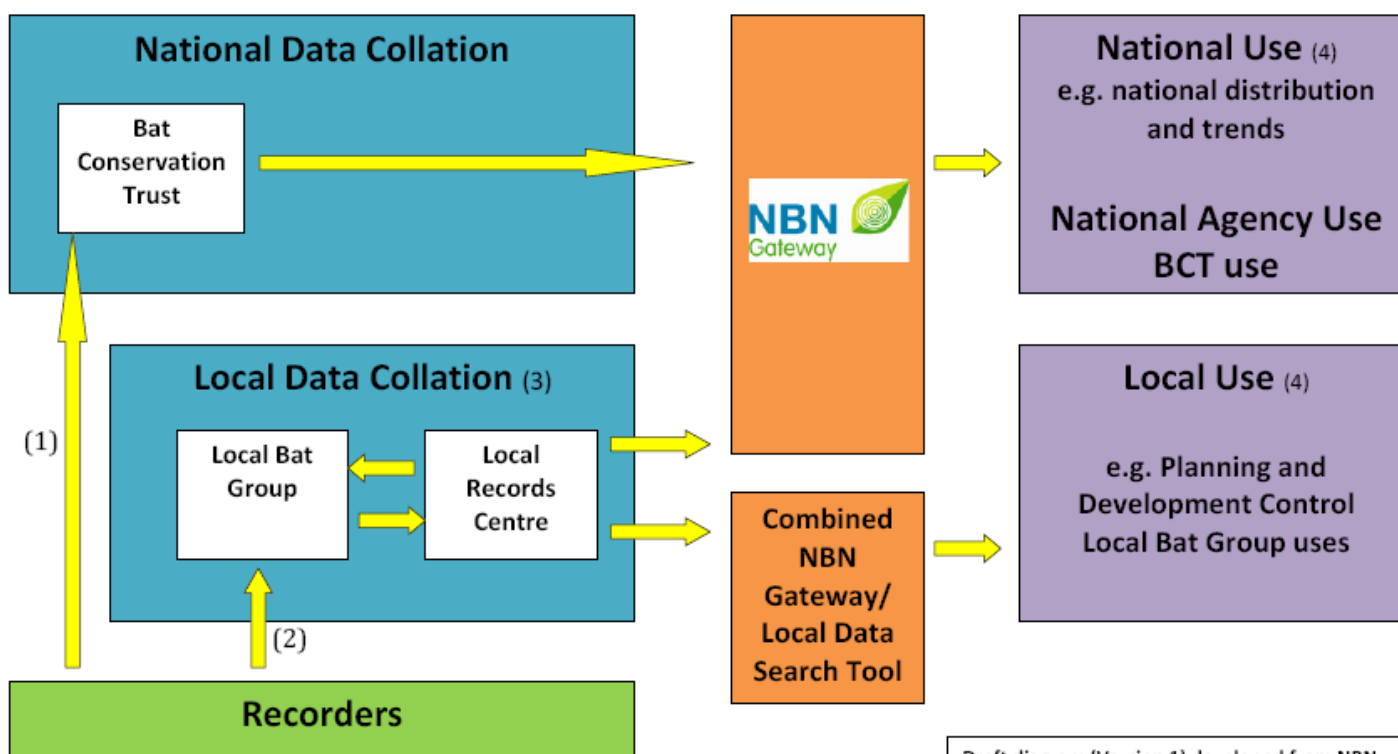 National Data Collation
Bat
Conservation
Trust
NBN
Gateway
National Use (4)
e.g. national distribution
and trends
National Agency Use
BCT use
Local Data Collation (3)
Local Bat
Group
Local
Records
Centre
(1)
(2)
Combined
NBN
Gateway/
Local Data
Search Tool
Local Use (4)
e.g. Planning and
Development Control
Local Bat Group uses
Recorders